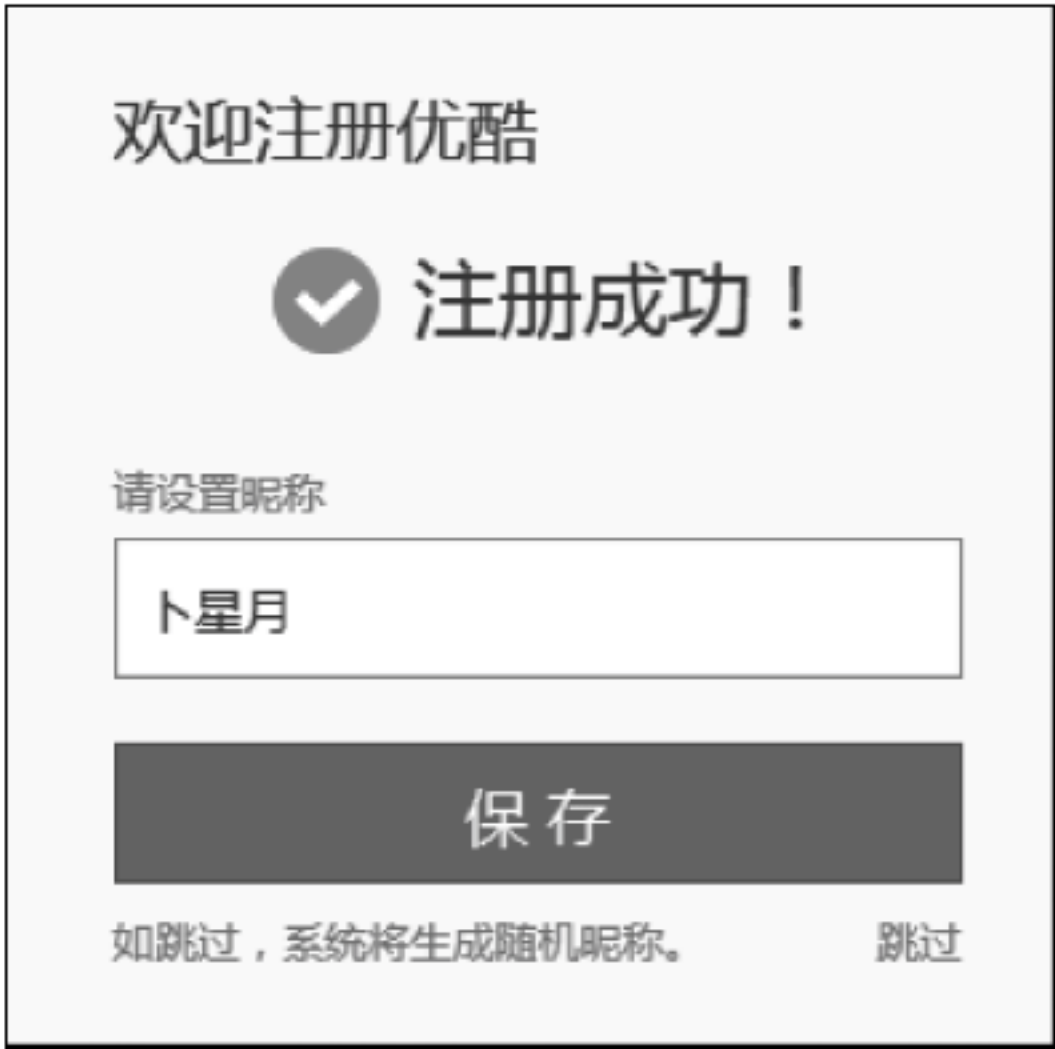 欢迎注册优酷
注册成功！
请设置昵称
卜星月
保存
如跳过，系统将生成随机昵称。 跳过